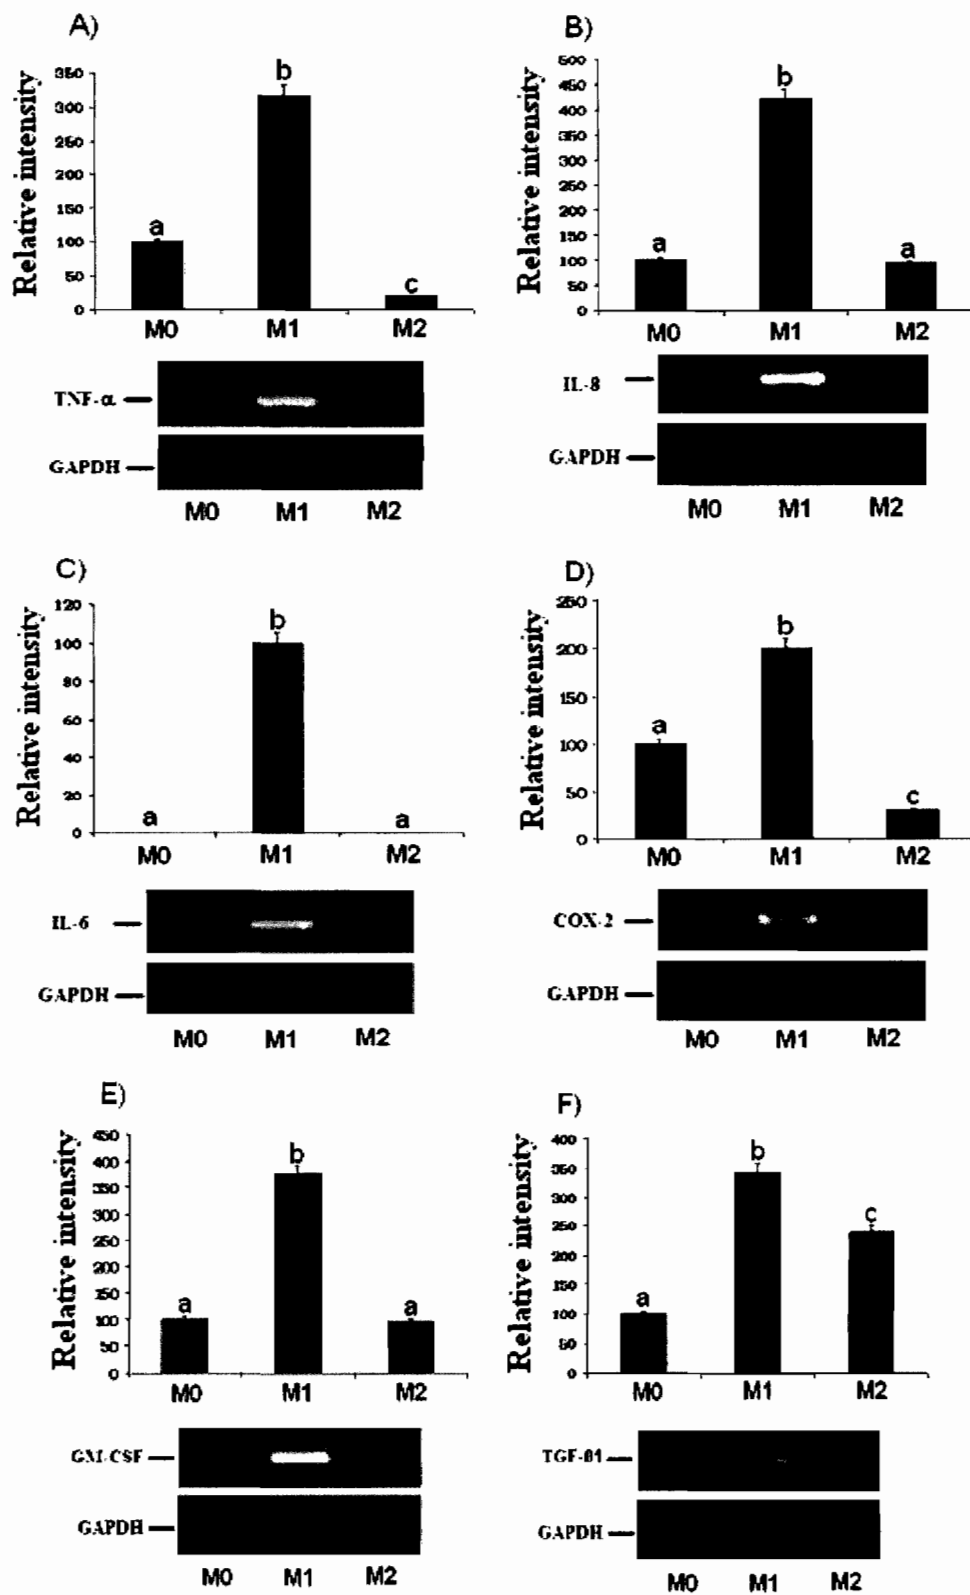 A)
Relative intensity
350
300
250
200
150
100
50
0
a
b
c
M0 M1 M2
TNF-α
GAPDH
M0 M1 M2
B)
Relative intensity
500
450
400
350
300
250
200
150
100
50
0
a
b
a
M0 M1 M2
IL-8
GAPDH
M0 M1 M2
C)
Relative intensity
120
100
80
60
40
20
0
a
b
a
M0 M1 M2
IL-6
GAPDH
M0 M1 M2
D)
Relative intensity
250
200
150
100
50
0
a
b
c
M0 M1 M2
COX-2
GAPDH
M0 M1 M2
E)
Relative intensity
450
400
350
300
250
200
150
100
50
0
a
b
a
M0 M1 M2
GM-CSF
GAPDH
M0 M1 M2
F)
Relative intensity
400
350
300
250
200
150
100
50
0
a
b
c
M0 M1 M2
TGF-β1
GAPDH
M0 M1 M2